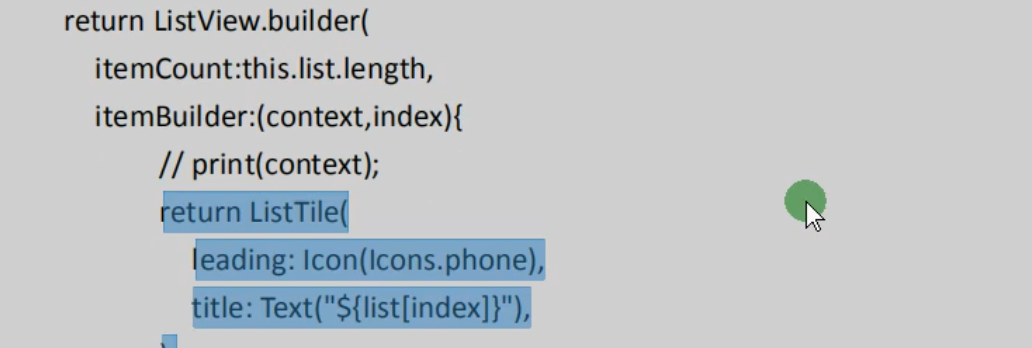 return ListView.builder(
itemCount:this.list.length,
itemBuilder:(context,index){
// print(context);
return ListTile(
leading: Icon(Icons.phone),
title: Text("${list[index]}"),